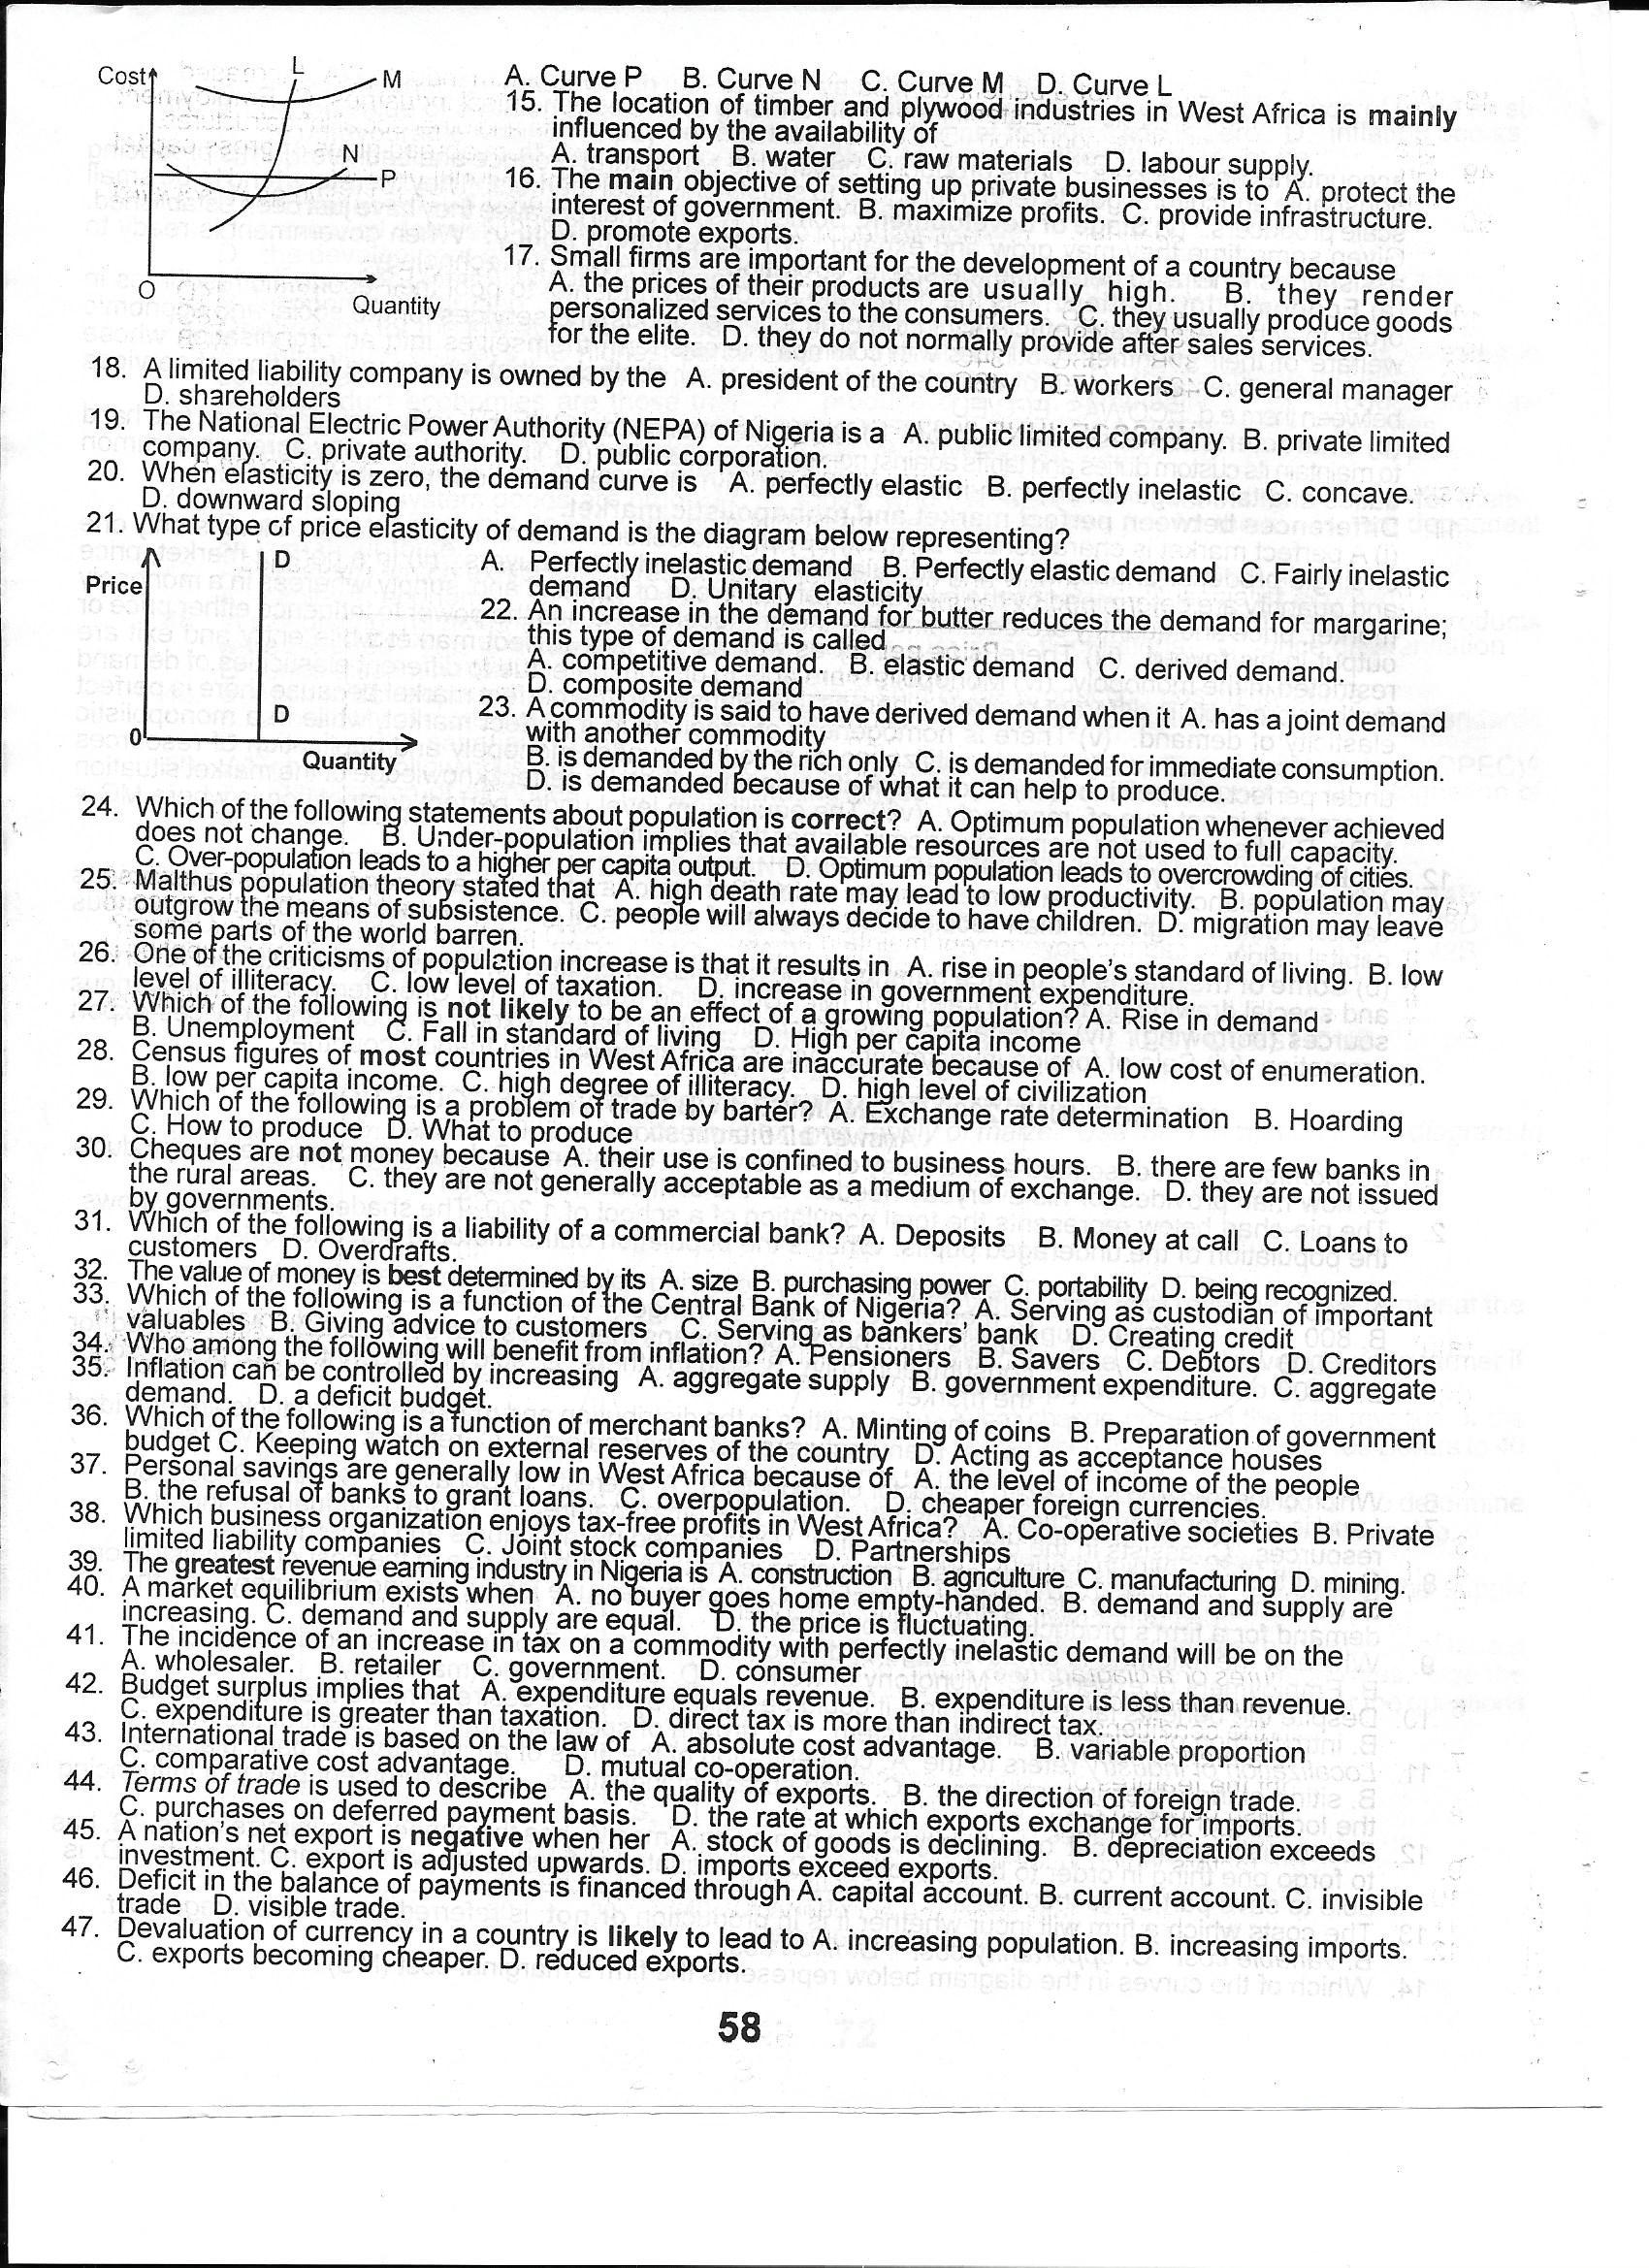 Cost
L
M
N
P
O
Quantity
A. Curve P B. Curve N C. Curve M D. Curve L
15. The location of timber and plywood industries in West Africa is mainly
influenced by the availability of
A. transport B. water C. raw materials D. labour supply.
16. The main objective of setting up private businesses is to A. protect the
interest of government. B. maximize profits. C. provide infrastructure.
D. promote exports.
17. Small firms are important for the development of a country because
A. the prices of their products are usually high. B. they render
personalized services to the consumers. C. they usually produce goods
for the elite. D. they do not normally provide after sales services.
18. A limited liability company is owned by the A. president of the country B. workers C. general manager
D. shareholders
19. The National Electric Power Authority (NEPA) of Nigeria is a A. public limited company. B. private limited
company. C. private authority. D. public corporation.
20. When elasticity is zero, the demand curve is A. perfectly elastic B. perfectly inelastic C. concave.
D. downward sloping
21. What type of price elasticity of demand is the diagram below representing?
Price
D
D
0
Quantity
A. Perfectly inelastic demand B. Perfectly elastic demand C. Fairly inelastic
demand D. Unitary elasticity
22. An increase in the demand for butter reduces the demand for margarine;
this type of demand is called
A. competitive demand. B. elastic demand C. derived demand.
D. composite demand
23. A commodity is said to have derived demand when it A. has a joint demand
with another commodity
B. is demanded by the rich only C. is demanded for immediate consumption.
D. is demanded because of what it can help to produce.
24. Which of the following statements about population is correct? A. Optimum population whenever achieved
does not change. B. Under-population implies that available resources are not used to full capacity.
C. Over-population leads to a higher per capita output. D. Optimum population leads to overcrowding of cities.
25. Malthus population theory stated that A. high death rate may lead to low productivity. B. population may
outgrow the means of subsistence. C. people will always decide to have children. D. migration may leave
some parts of the world barren.
26. One of the criticisms of population increase is that it results in A. rise in people's standard of living. B. low
level of illiteracy. C. low level of taxation. D. increase in government expenditure.
27. Which of the following is not likely to be an effect of a growing population? A. Rise in demand
B. Unemployment C. Fall in standard of living D. High per capita income
28. Census figures of most countries in West Africa are inaccurate because of A. low cost of enumeration.
B. low per capita income. C. high degree of illiteracy. D. high level of civilization
29. Which of the following is a problem of trade by barter? A. Exchange rate determination B. Hoarding
C. How to produce D. What to produce
30. Cheques are not money because A. their use is confined to business hours. B. there are few banks in
the rural areas. C. they are not generally acceptable as a medium of exchange. D. they are not issued
by governments.
31. Which of the following is a liability of a commercial bank? A. Deposits B. Money at call C. Loans to
customers D. Overdrafts.
32. The value of money is best determined by its A. size B. purchasing power C. portability D. being recognized.
33. Which of the following is a function of the Central Bank of Nigeria? A. Serving as custodian of important
valuables B. Giving advice to customers C. Serving as bankers' bank D. Creating credit
34. Who among the following will benefit from inflation? A. Pensioners B. Savers C. Debtors D. Creditors
35. Inflation can be controlled by increasing A. aggregate supply B. government expenditure. C. aggregate
demand. D. a deficit budget.
36. Which of the following is a function of merchant banks? A. Minting of coins B. Preparation of government
budget C. Keeping watch on external reserves of the country D. Acting as acceptance houses
37. Personal savings are generally low in West Africa because of A. the level of income of the people
B. the refusal of banks to grant loans. C. overpopulation. D. cheaper foreign currencies.
38. Which business organization enjoys tax-free profits in West Africa? A. Co-operative societies B. Private
limited liability companies C. Joint stock companies D. Partnerships
39. The greatest revenue earning industry in Nigeria is A. construction B. agriculture C. manufacturing D. mining.
40. A market equilibrium exists when A. no buyer goes home empty-handed. B. demand and supply are
increasing. C. demand and supply are equal. D. the price is fluctuating.
41. The incidence of an increase in tax on a commodity with perfectly inelastic demand will be on the
A. wholesaler. B. retailer C. government. D. consumer
42. Budget surplus implies that A. expenditure equals revenue. B. expenditure is less than revenue.
C. expenditure is greater than taxation. D. direct tax is more than indirect tax.
43. International trade is based on the law of A. absolute cost advantage. B. variable proportion
C. comparative cost advantage. D. mutual co-operation.
44. Terms of trade is used to describe A. the quality of exports. B. the direction of foreign trade.
C. purchases on deferred payment basis. D. the rate at which exports exchange for imports.
45. A nation's net export is negative when her A. stock of goods is declining. B. depreciation exceeds
investment. C. export is adjusted upwards. D. imports exceed exports.
46. Deficit in the balance of payments is financed through A. capital account. B. current account. C. invisible
trade D. visible trade.
47. Devaluation of currency in a country is likely to lead to A. increasing population. B. increasing imports.
C. exports becoming cheaper. D. reduced exports.
58